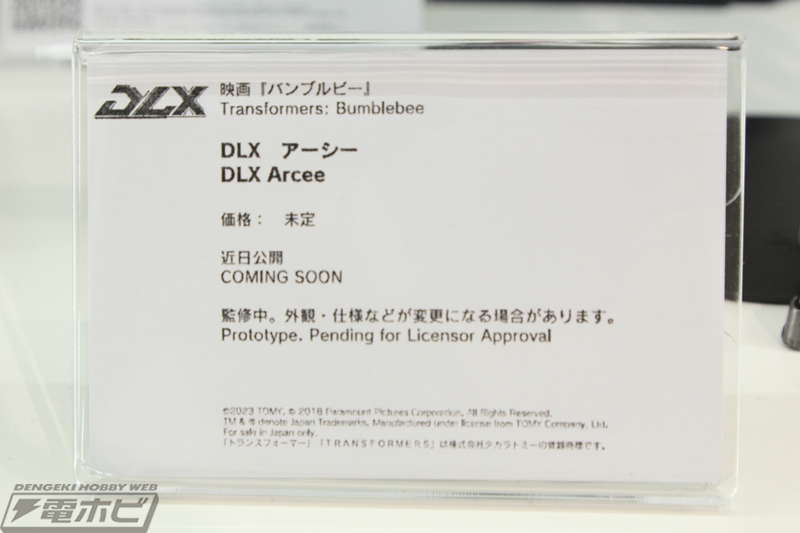 DLX
映画『バンブルビー』
Transformers: Bumblebee
DLX アーシー
DLX Arcee
価格： 未定
近日公開
COMING SOON
監修中。外観・仕様などが変更になる場合があります。
Prototype. Pending for Licensor Approval
©2023 TOMY. © 2018 Paramount Pictures Corporation. All Rights Reserved.
TM & ® denote Japan Trademarks. Manufactured under license from TOMY Company, Ltd.
For sale in Japan only.
「トランスフォーマー」「TRANSFORMERS」は株式会社タカラトミーの登録商標です。
DENGEKI HOBBY WEB
電ホビ